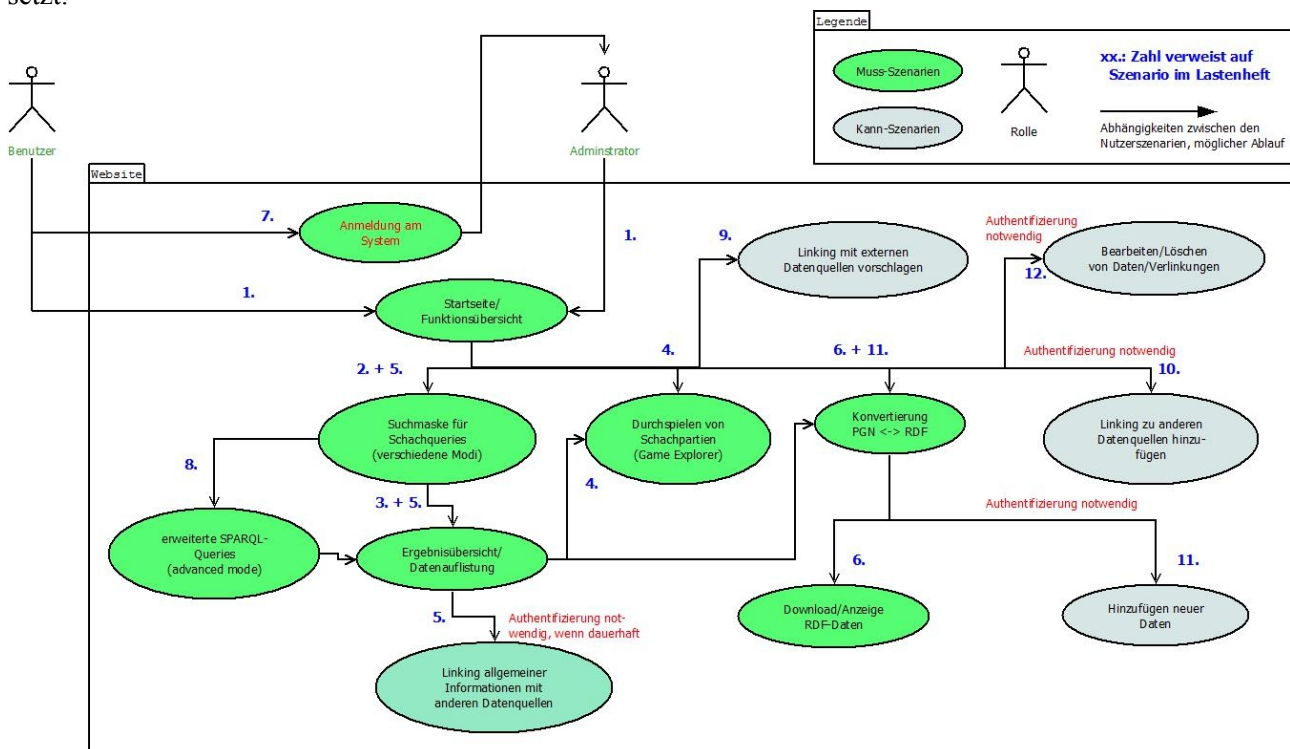 setzt.
Legende
Muss-Szenarien
Kann-Szenarien
Rolle
xx.: Zahl verweist auf
Szenario im Lastenheft
Abhängigkeiten zwischen den
Nutzerszenarien, möglicher Ablauf
Benutzer
Adminstrator
Website
7.
Anmeldung am
System
1.
1.
Startseite/
Funktionsübersicht
9.
Linking mit externen
Datenquellen vorschlagen
Authentifizierung
notwendig
12.
Bearbeiten/Löschen
von Daten/Verlinkungen
2. + 5.
4.
6. + 11.
Authentifizierung notwendig
10.
Suchmaske für
Schachqueries
(verschiedene Modi)
Durchspielen von
Schachpartien
(Game Explorer)
Konvertierung
PGN <-> RDF
Linking zu anderen
Datenquellen hinzu-
fügen
8.
3. + 5.
4.
Authentifizierung notwendig
erweiterte SPARQL-
Queries
(advanced mode)
Ergebnisübersicht/
Datenauflistung
6.
11.
Download/Anzeige
RDF-Daten
Hinzufügen neuer
Daten
5.
Authentifizierung not-
wendig, wenn dauerhaft
Linking allgemeiner
Informationen mit
anderen Datenquellen